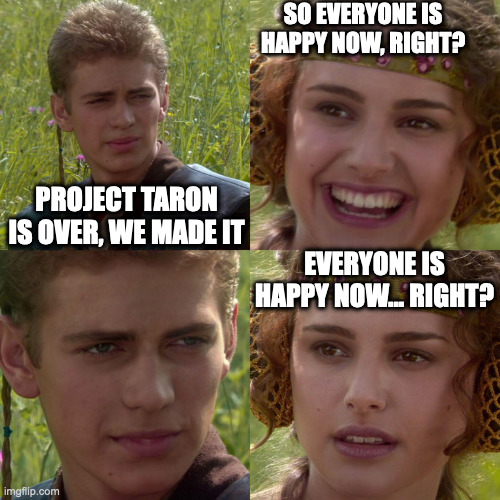 PROJECT TARON
IS OVER, WE MADE IT
SO EVERYONE IS
HAPPY NOW, RIGHT?
EVERYONE IS
HAPPY NOW... RIGHT?
imgflip.com